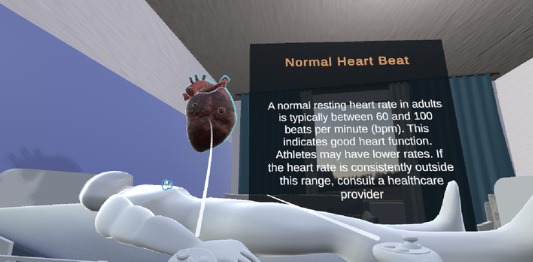 Normal Heart Beat
A normal resting heart rate in adults
is typically between 60 and 100
beats per minute (bpm). This
indicates good heart function.
Athletes may have lower rates. If
the heart rate is consistently outside
this range, consult a healthcare
provider